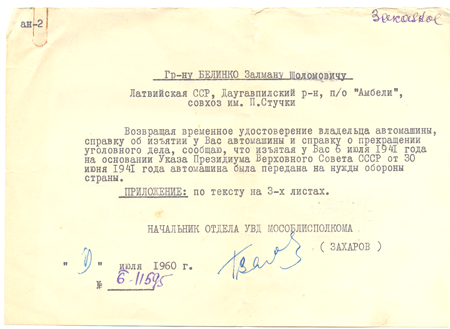 ан-2
Заказное
Гр-ну БЕЛИНКО Залману Шоломовичу
Латвийская ССР, Даугавпилский р-н, п/о "Амбели",
совхоз им. П.Стучки
Возвращая временное удостоверение владельца автомашины,
справку об изъятии у Вас автомашины и справку о прекращении
уголовного дела, сообщаю, что изъятая у Вас 6 июля 1941 года
на основании Указа Президиума Верховного Совета СССР от 30
июня 1941 года автомашина была передана на нужды обороны
страны.
ПРИЛОЖЕНИЕ: по тексту на 3-х листах.
НАЧАЛЬНИК ОТДЕЛА УВД МОСОБЛИСПОЛКОМА
( ЗАХАРОВ )
" " июля 1960 г.
№ 6-11595